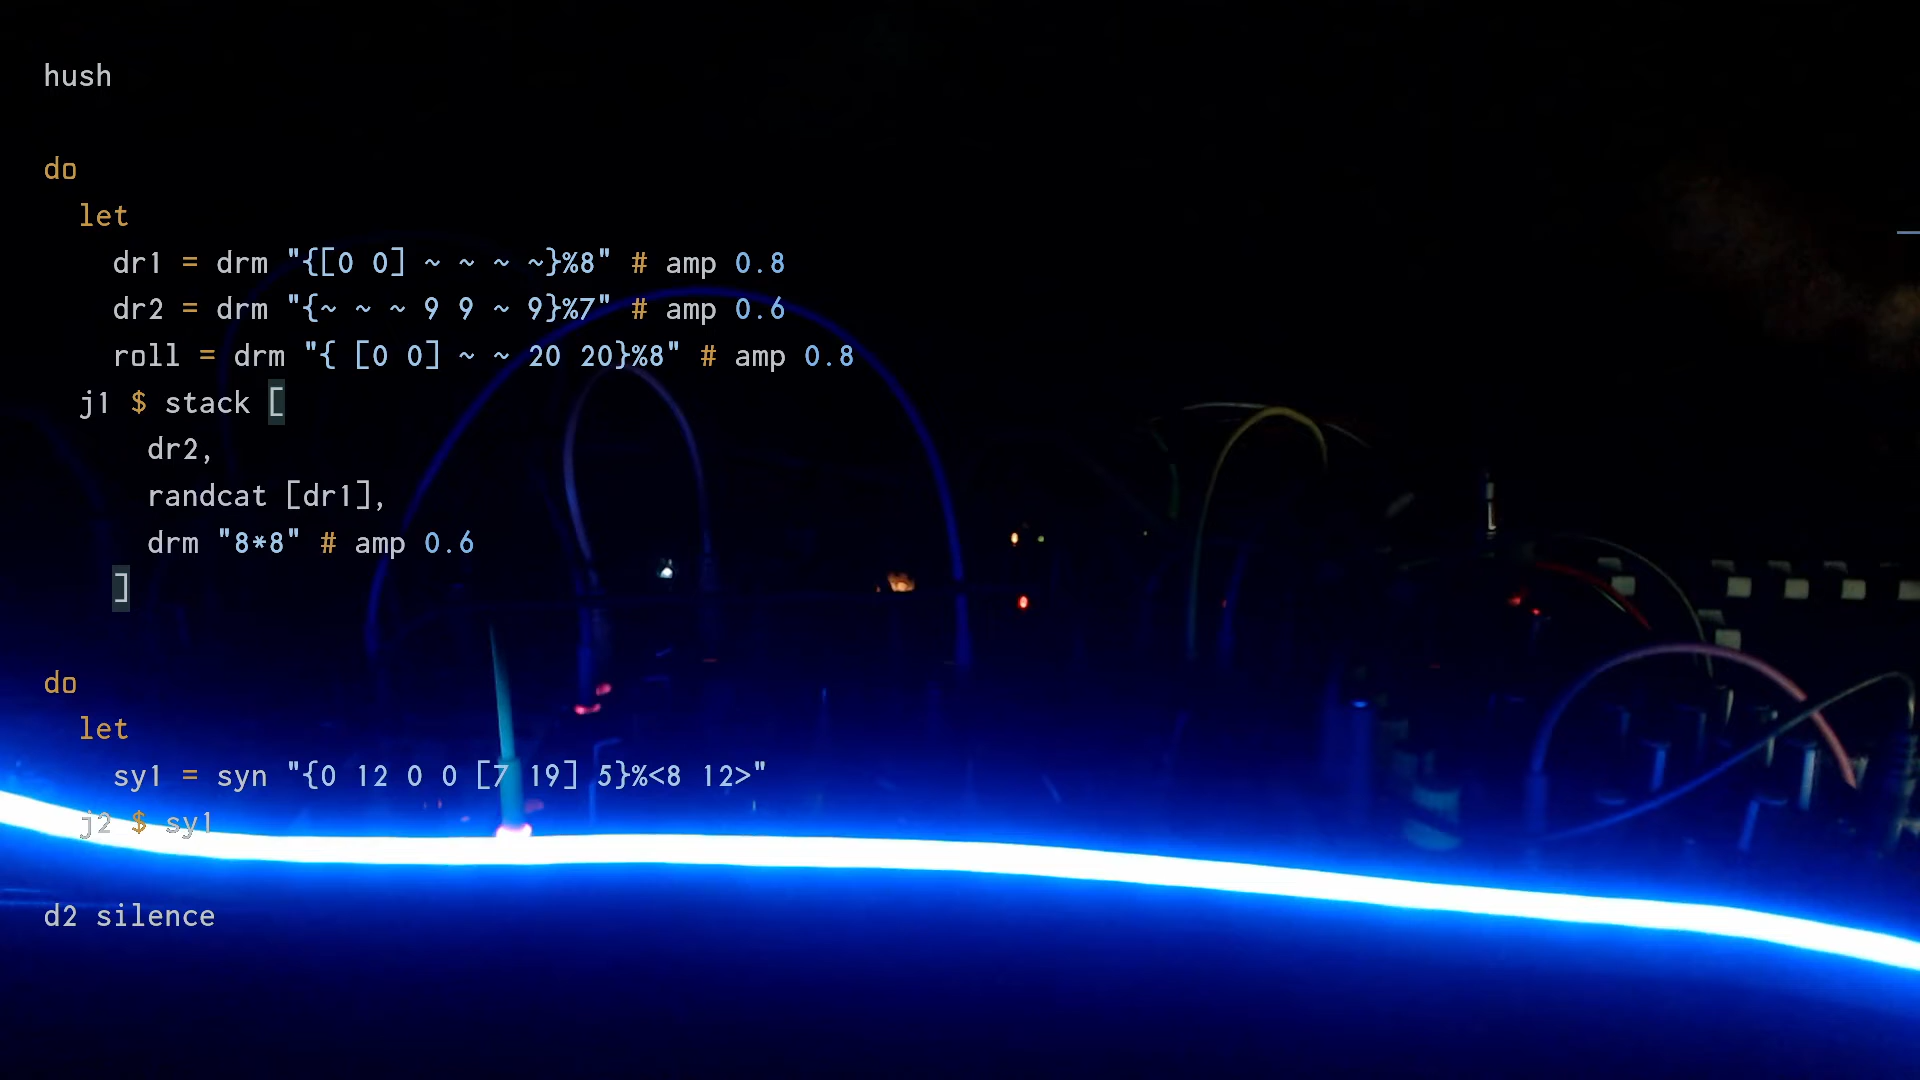 hush
do
let
dr1 = drm "{[0 0] ~ ~ ~ ~}%8" # amp 0.8
dr2 = drm "{~ ~ ~ 9 9 ~ 9}%7" # amp 0.6
roll = drm "{ [0 0] ~ ~ 20 20}%8" # amp 0.8
j1 $ stack [
dr2,
randcat [dr1],
drm "8*8" # amp 0.6
]
do
let
sy1 = syn "{0 12 0 0 [7 19] 5}%<8 12>"
j2 $ sy1
d2 silence